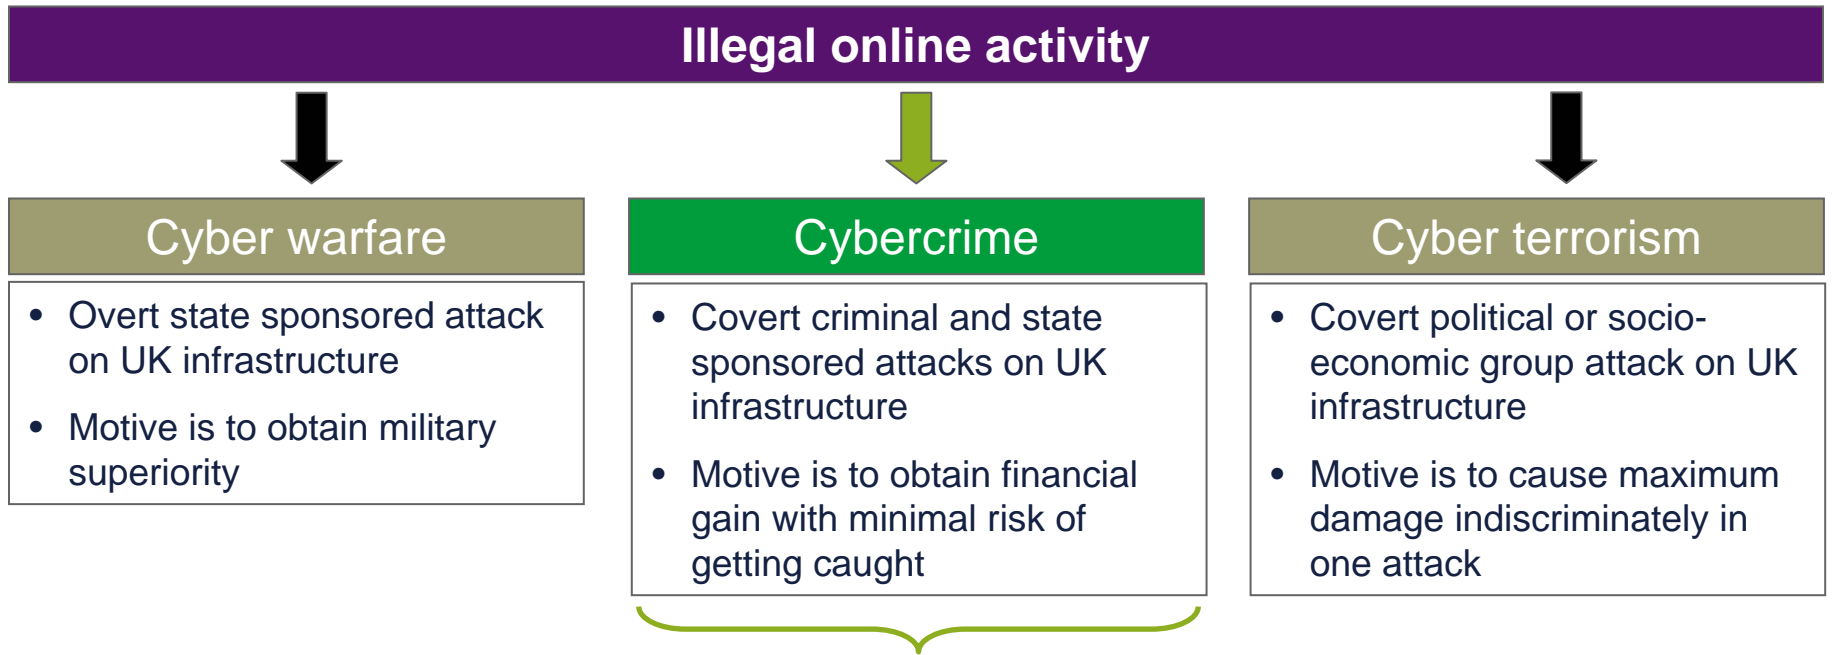 Illegal online activity
Cyber warfare
• Overt state sponsored attack
on UK infrastructure
• Motive is to obtain military
superiority
Cybercrime
• Covert criminal and state
sponsored attacks on UK
infrastructure
• Motive is to obtain financial
gain with minimal risk of
getting caught
Cyber terrorism
• Covert political or socio-
economic group attack on UK
infrastructure
• Motive is to cause maximum
damage indiscriminately in
one attack